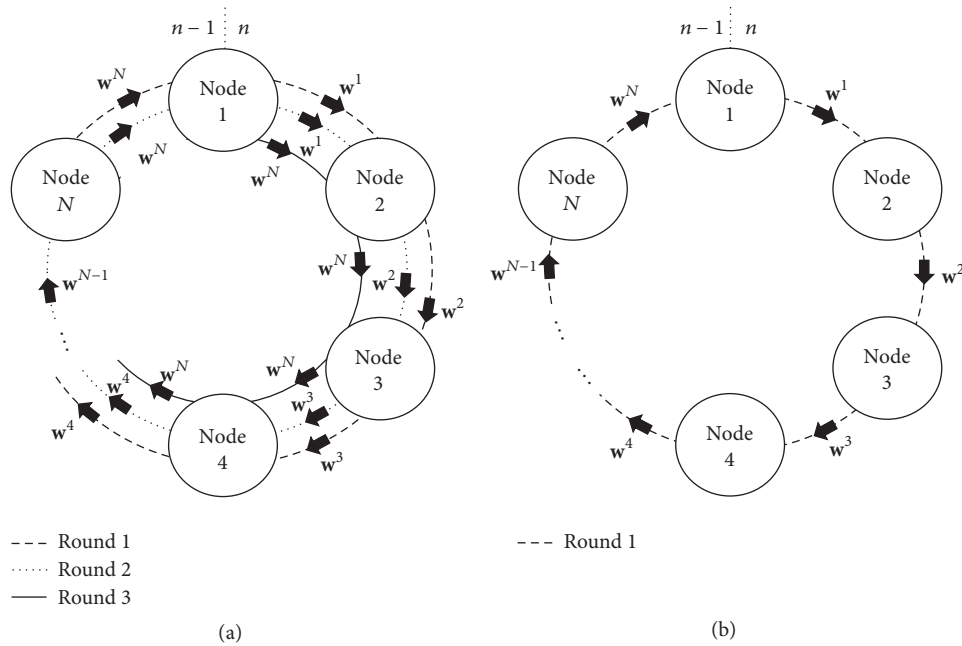 n – 1 n
Node
1
w^N
w^N
w^1
w^1
w^N
Node
N
Node
2
w^N–1
w^N
w^2
w^2
Node
3
w^N
w^3
w^3
w^N
w^4
w^4
Node
4
Round 1
Round 2
Round 3
(a)
n – 1 n
Node
1
w^N
w^1
Node
N
Node
2
w^N–1
w^2
Node
3
w^3
w^4
Node
4
Round 1
(b)